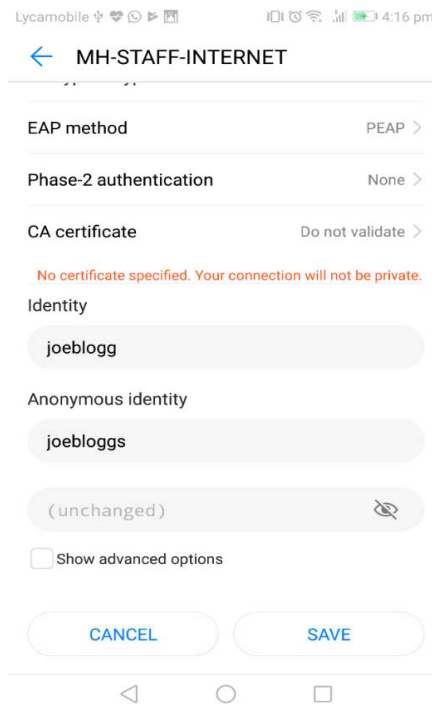 Lycamobile 4:16 pm
MH-STAFF-INTERNET
EAP method PEAP
Phase-2 authentication None
CA certificate Do not validate
No certificate specified. Your connection will not be private.
Identity
joeblogg
Anonymous identity
joebloggs
(unchanged)
Show advanced options
CANCEL SAVE